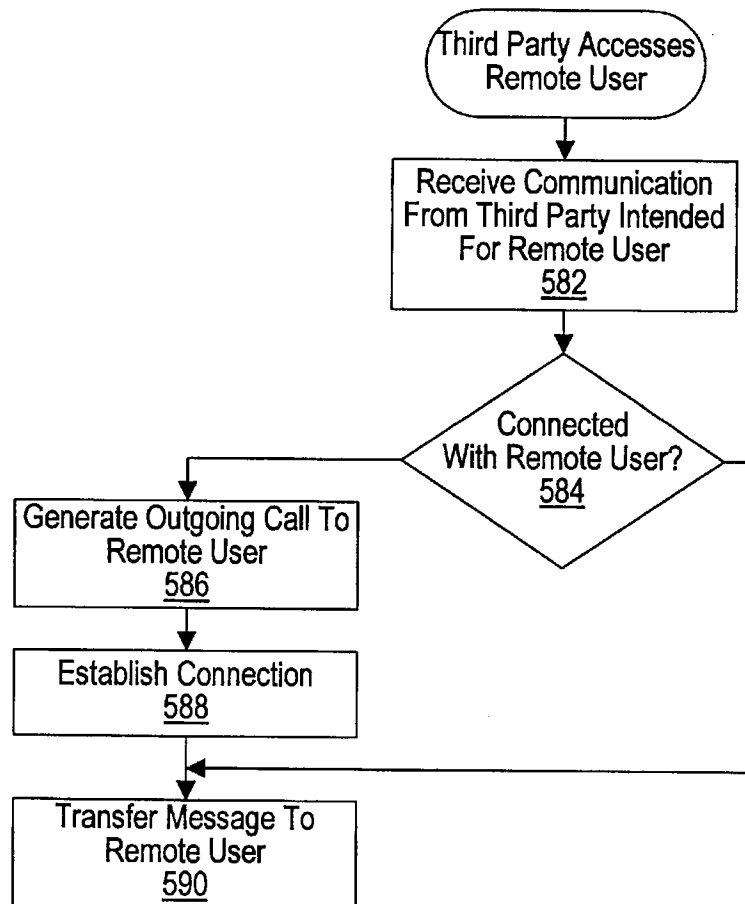 Third Party Accesses
Remote User
Receive Communication
From Third Party Intended
For Remote User
582
Connected
With Remote User?
584
Generate Outgoing Call To
Remote User
586
Establish Connection
588
Transfer Message To
Remote User
590